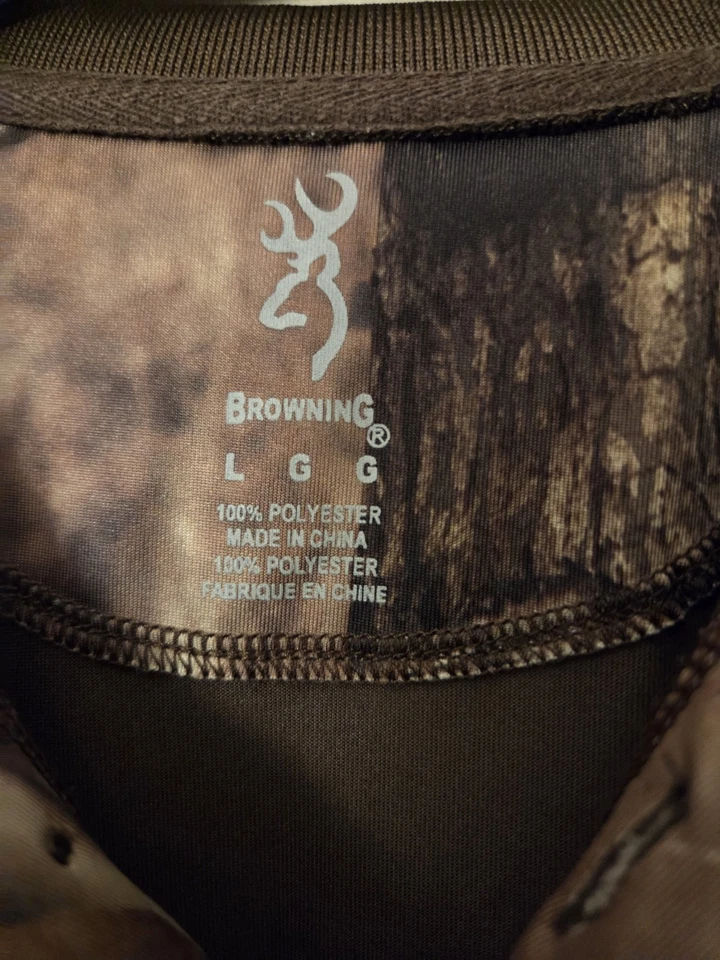 BROWNING®
L G G
100% POLYESTER
MADE IN CHINA
100% POLYESTER
FABRIQUE EN CHINE